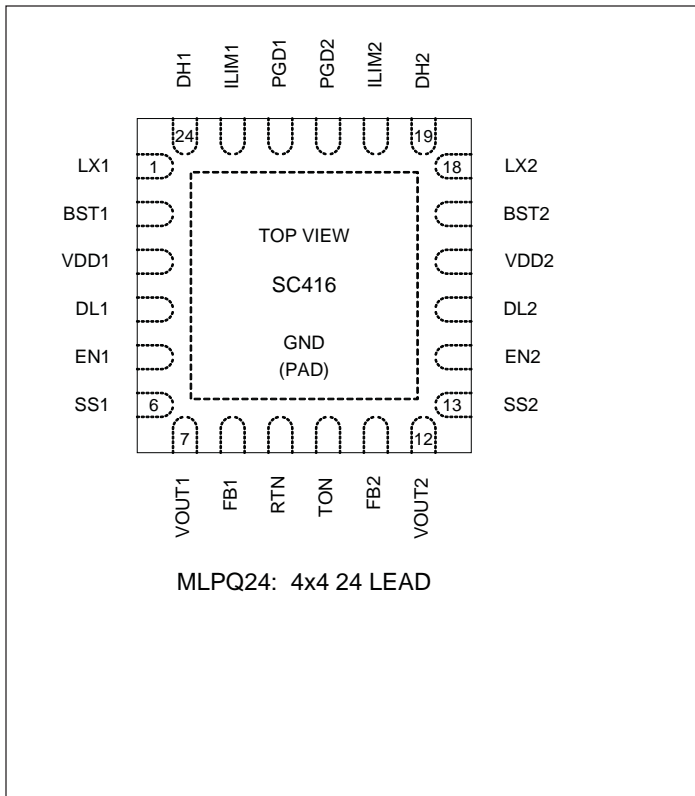 DH1 ILIM1 PGD1 PGD2 ILIM2 DH2
24 19
LX1 1 18 LX2
BST1 BST2
VDD1 TOP VIEW VDD2
SC416
DL1 DL2
GND
EN1 (PAD) EN2
SS1 6 13 SS2
7 12
VOUT1 FB1 RTN TON FB2 VOUT2
MLPQ24: 4x4 24 LEAD